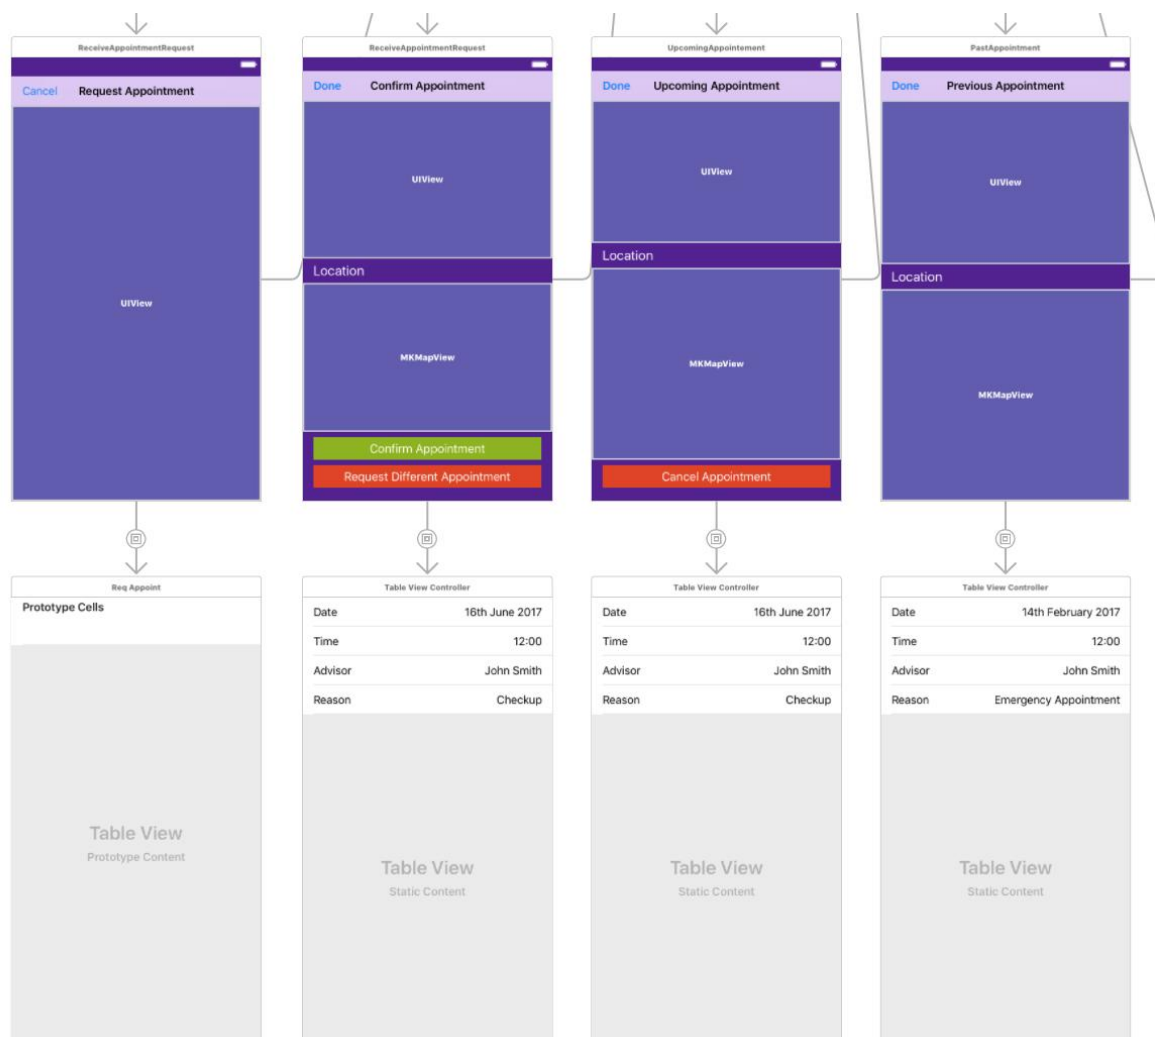 ReceiveAppointmentRequest
Cancel Request Appointment
UIView
ReceiveAppointmentRequest
Done Confirm Appointment
UIView
Location
MKMapView
Confirm Appointment
Request Different Appointment
UpcomingAppointement
Done Upcoming Appointment
UIView
Location
MKMapView
Cancel Appointment
PastAppointment
Done Previous Appointment
UIView
Location
MKMapView
Req Appoint
Prototype Cells
Table View
Prototype Content
Table View Controller
Date 16th June 2017
Time 12:00
Advisor John Smith
Reason Checkup
Table View
Static Content
Table View Controller
Date 16th June 2017
Time 12:00
Advisor John Smith
Reason Checkup
Table View
Static Content
Table View Controller
Date 14th February 2017
Time 12:00
Advisor John Smith
Reason Emergency Appointment
Table View
Static Content